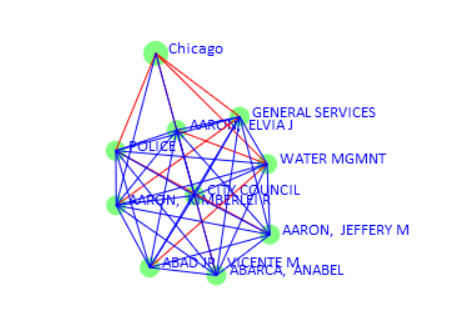 Chicago
GENERAL SERVICES
AARON, ELVIA J
POLICE
WATER MGMNT
CITY COUNCIL
AARON, KIMBERLEI R
AARON, JEFFERY M
ABAD JR, VICENTE M
ABARCA, ANABEL